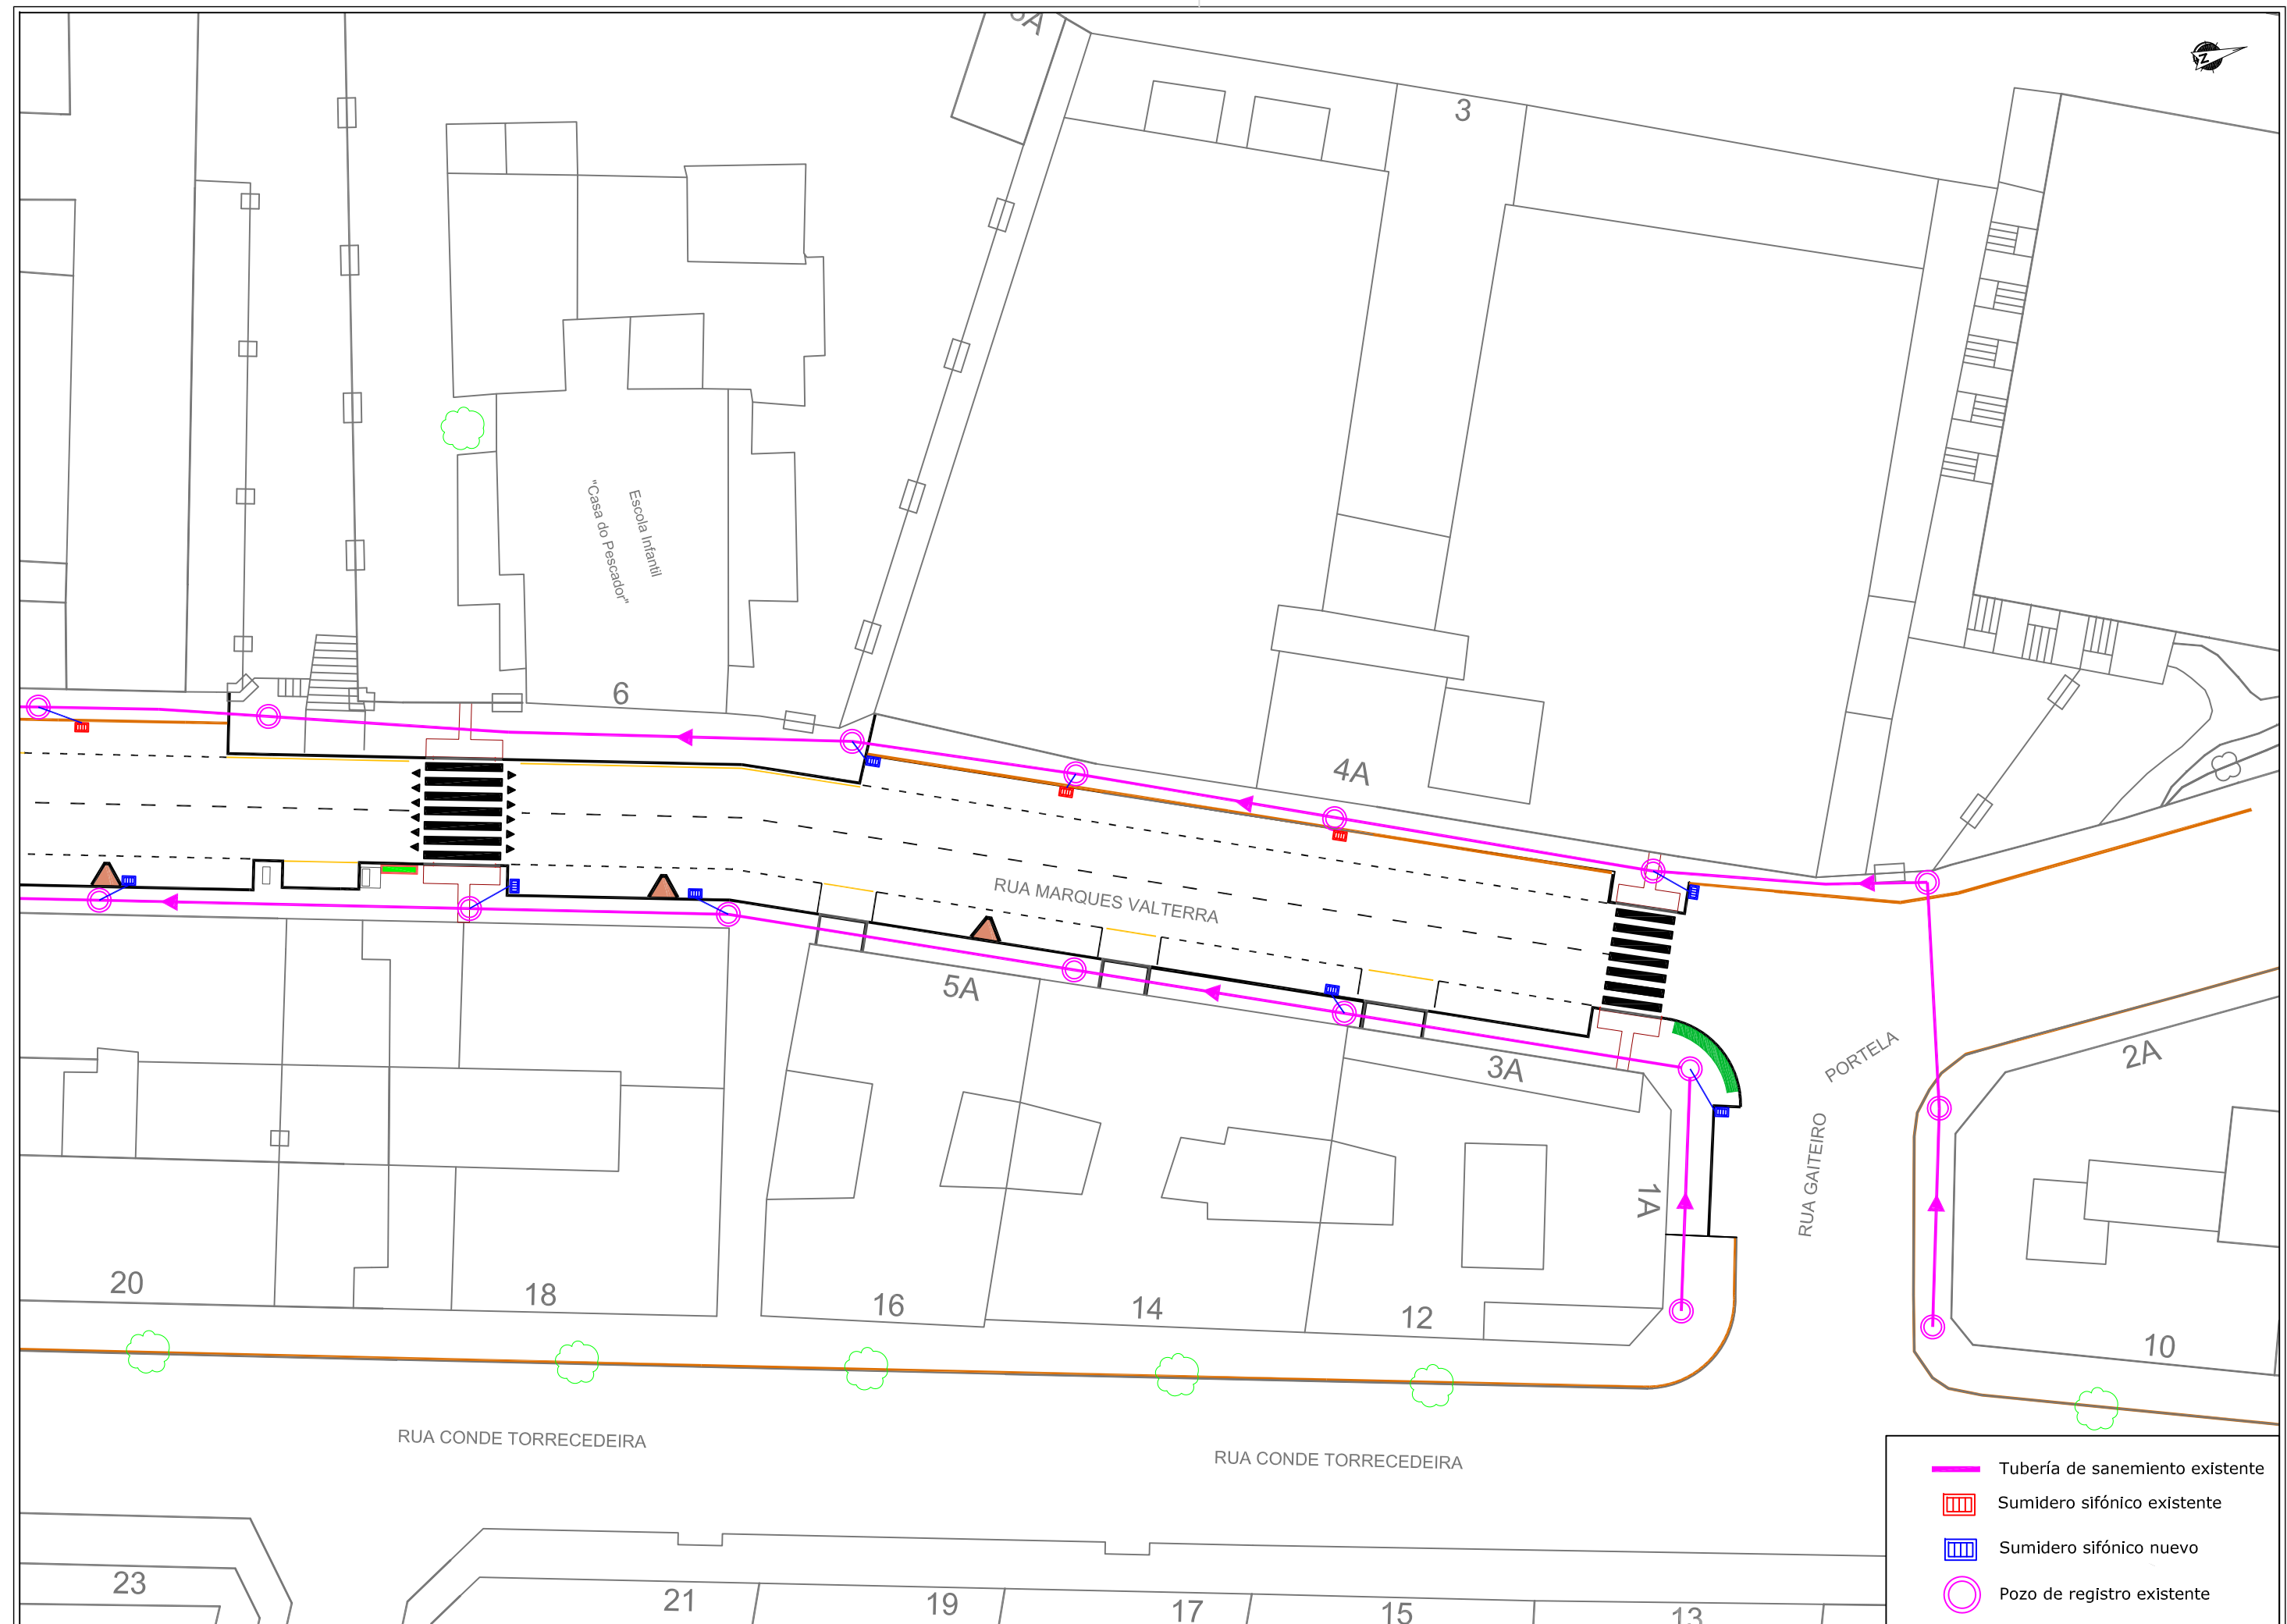 3
N
"Casa do Pescador"
Escola Infantil
6
4A
RUA MARQUES VALTERRA
5A
3A
PORTELA
2A
RUA GAITEIRO
1A
20
18
16
14
12
10
RUA CONDE TORRECEDEIRA
RUA CONDE TORRECEDEIRA
Tubería de sanemiento existente
Sumidero sifónico existente
Sumidero sifónico nuevo
Pozo de registro existente
23
21
19
17
15
13